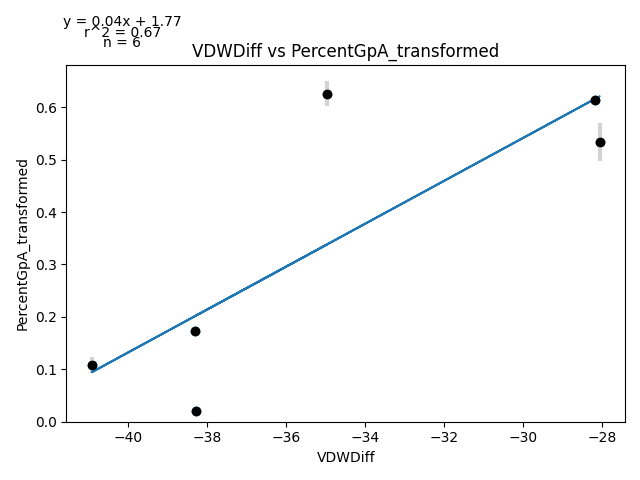 y = 0.04x + 1.77
r^2 = 0.67
n = 6
VDWDiff vs PercentGpA_transformed
PercentGpA_transformed
0.6
0.5
0.4
0.3
0.2
0.1
0.0
−40
−38
−36
−34
−32
−30
−28
VDWDiff